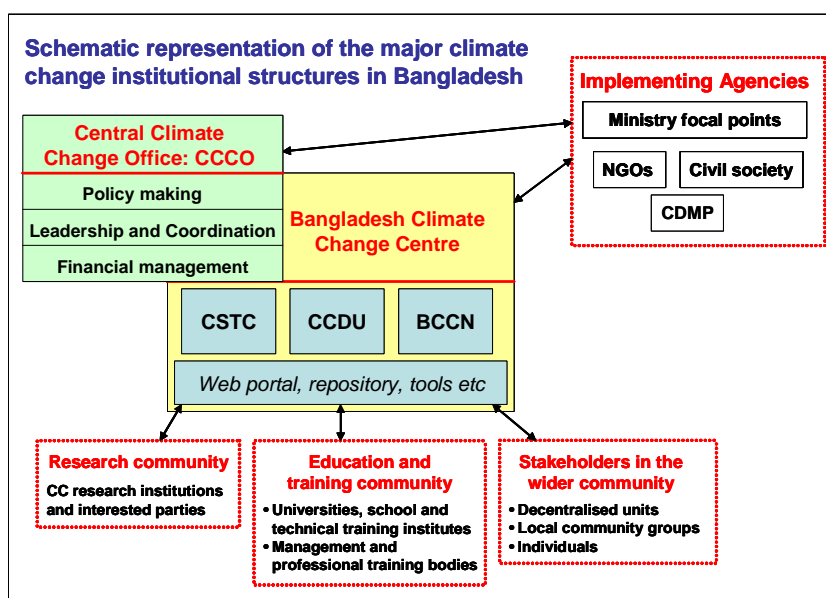 Schematic representation of the major climate
change institutional structures in Bangladesh
Implementing Agencies
Ministry focal points
NGOs
Civil society
CDMP
Central Climate
Change Office: CCCO
Policy making
Leadership and Coordination
Financial management
Bangladesh Climate
Change Centre
CSTC
CCDU
BCCN
Web portal, repository, tools etc
Research community
CC research institutions
and interested parties
Education and
training community
• Universities, school and
technical training institutes
• Management and
professional training bodies
Stakeholders in the
wider community
• Decentralised units
• Local community groups
• Individuals